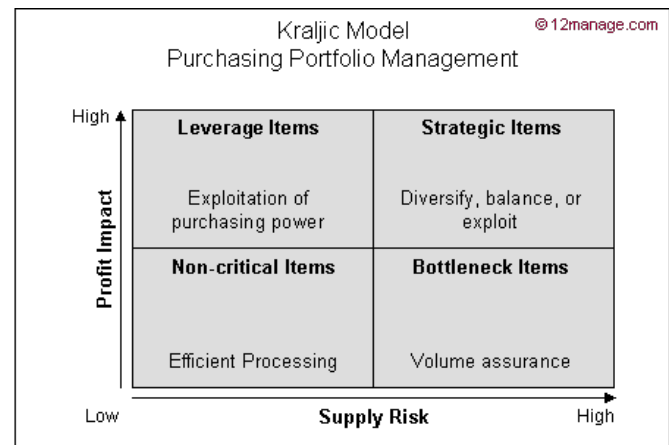 Kraljic Model
Purchasing Portfolio Management
©12manage.com
High
Leverage Items
Exploitation of
purchasing power
Strategic Items
Diversify, balance, or
exploit
Profit Impact
Non-critical Items
Efficient Processing
Bottleneck Items
Volume assurance
Low
Supply Risk
High